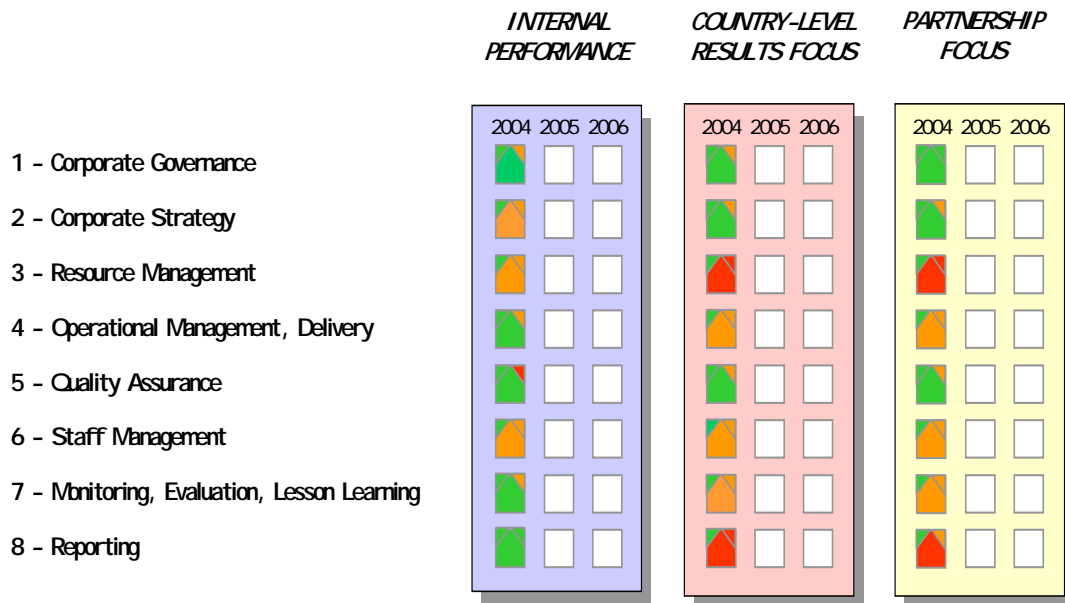 INTERNAL
PERFORMANCE
COUNTRY-LEVEL
RESULTS FOCUS
PARTNERSHIP
FOCUS
2004 2005 2006
2004 2005 2006
2004 2005 2006
1 - Corporate Governance
2 - Corporate Strategy
3 - Resource Management
4 - Operational Management, Delivery
5 - Quality Assurance
6 - Staff Management
7 - Monitoring, Evaluation, Lesson Learning
8 - Reporting